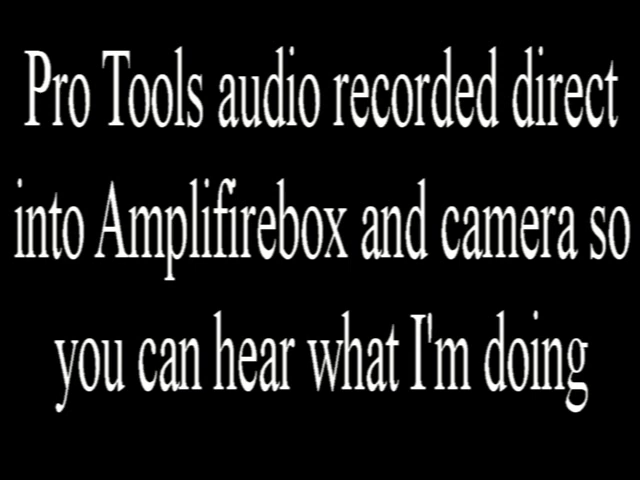 Pro Tools audio recorded direct
into Amplifirebox and camera so
you can hear what I'm doing